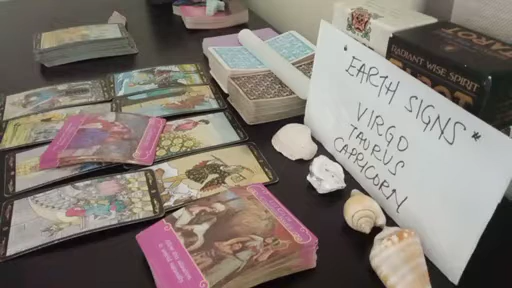 EARTH SIGNS*
VIRGO
TAURUS
CAPRICORN
RADIANT WISE SPIRIT
TAROT